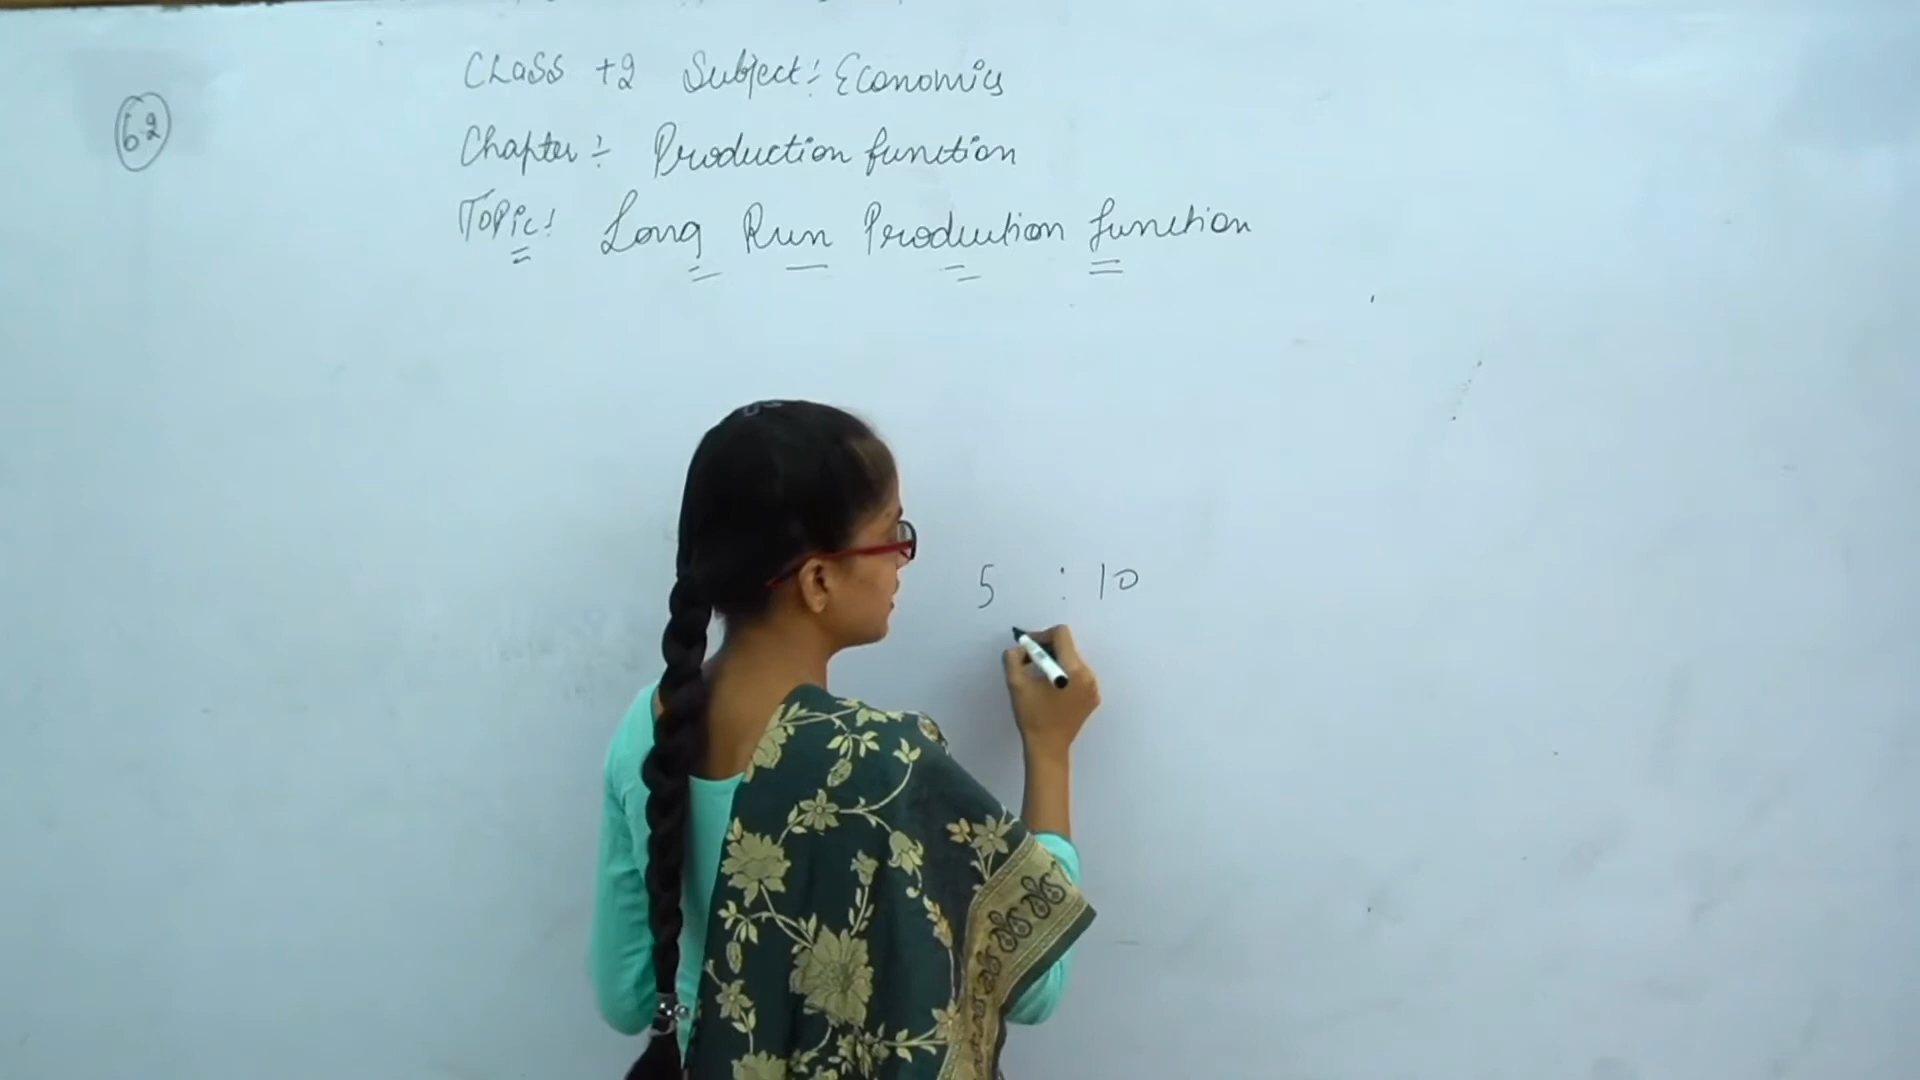 62
Class +2 Subject:- Economics
Chapter:- Production function
Topic: Long Run Production function
5 : 10